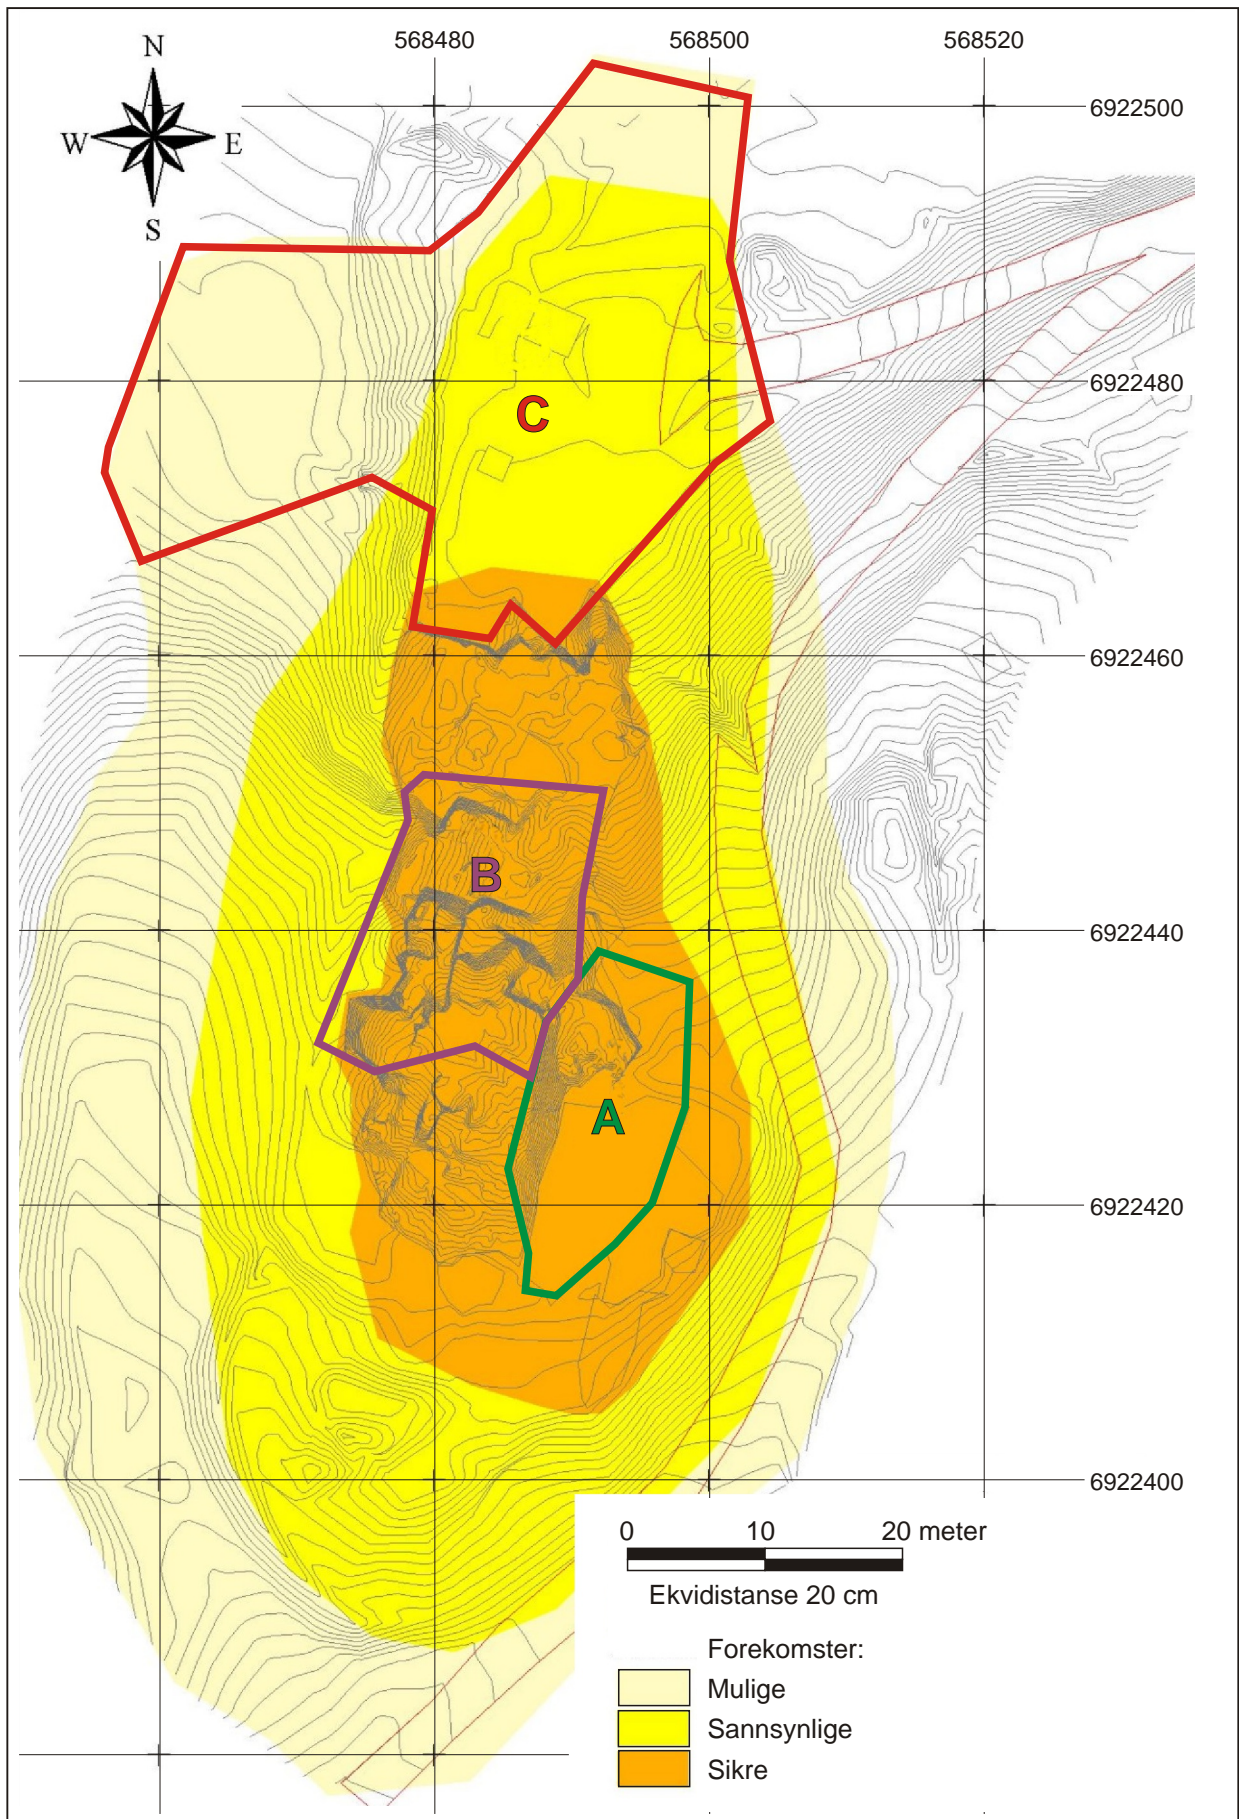 568480 568500 568520
N
W E
S
6922500
6922480
C
6922460
B
6922440
A
6922420
6922400
0 10 20 meter
Ekvidistanse 20 cm
Forekomster:
Mulige
Sannsynlige
Sikre